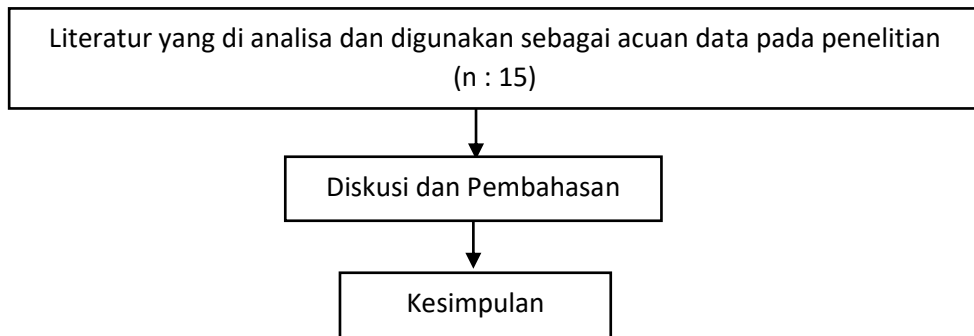 Literatur yang di analisa dan digunakan sebagai acuan data pada penelitian
(n : 15)
Diskusi dan Pembahasan
Kesimpulan